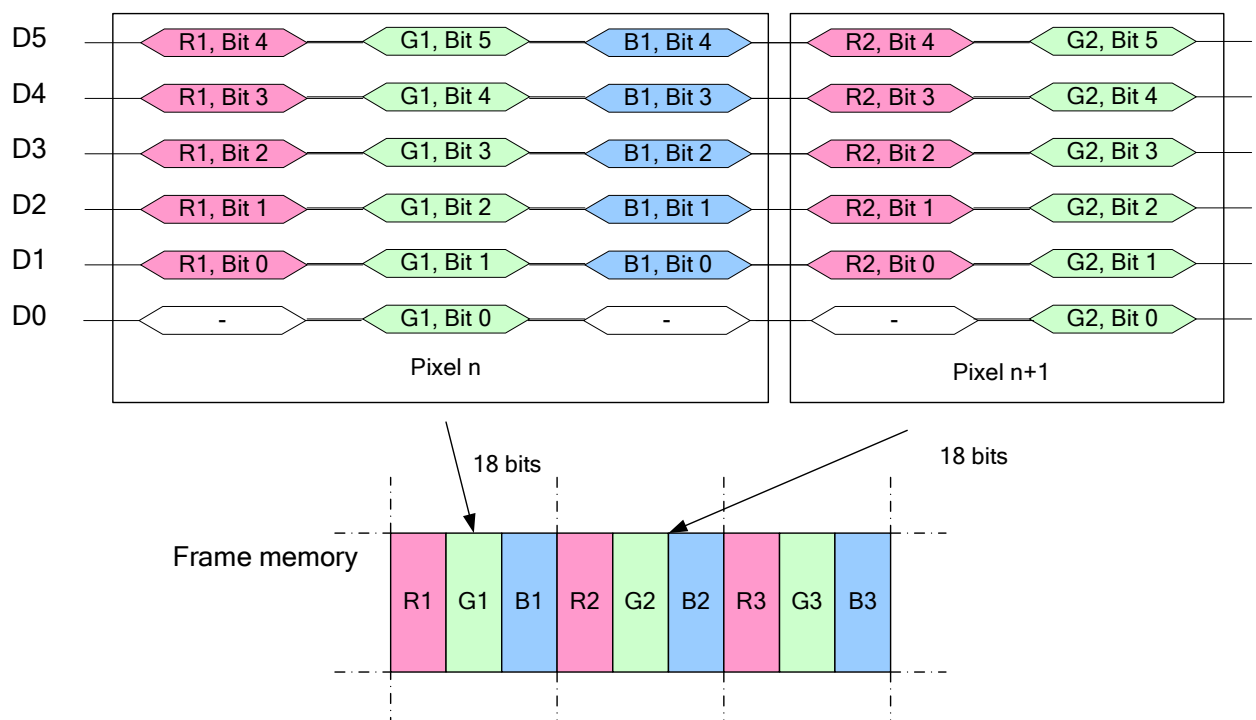 D5 R1, Bit 4 G1, Bit 5 B1, Bit 4 R2, Bit 4 G2, Bit 5
D4 R1, Bit 3 G1, Bit 4 B1, Bit 3 R2, Bit 3 G2, Bit 4
D3 R1, Bit 2 G1, Bit 3 B1, Bit 2 R2, Bit 2 G2, Bit 3
D2 R1, Bit 1 G1, Bit 2 B1, Bit 1 R2, Bit 1 G2, Bit 2
D1 R1, Bit 0 G1, Bit 1 B1, Bit 0 R2, Bit 0 G2, Bit 1
D0 - G1, Bit 0 - - G2, Bit 0
Pixel n Pixel n+1
18 bits 18 bits
Frame memory
R1 G1 B1 R2 G2 B2 R3 G3 B3